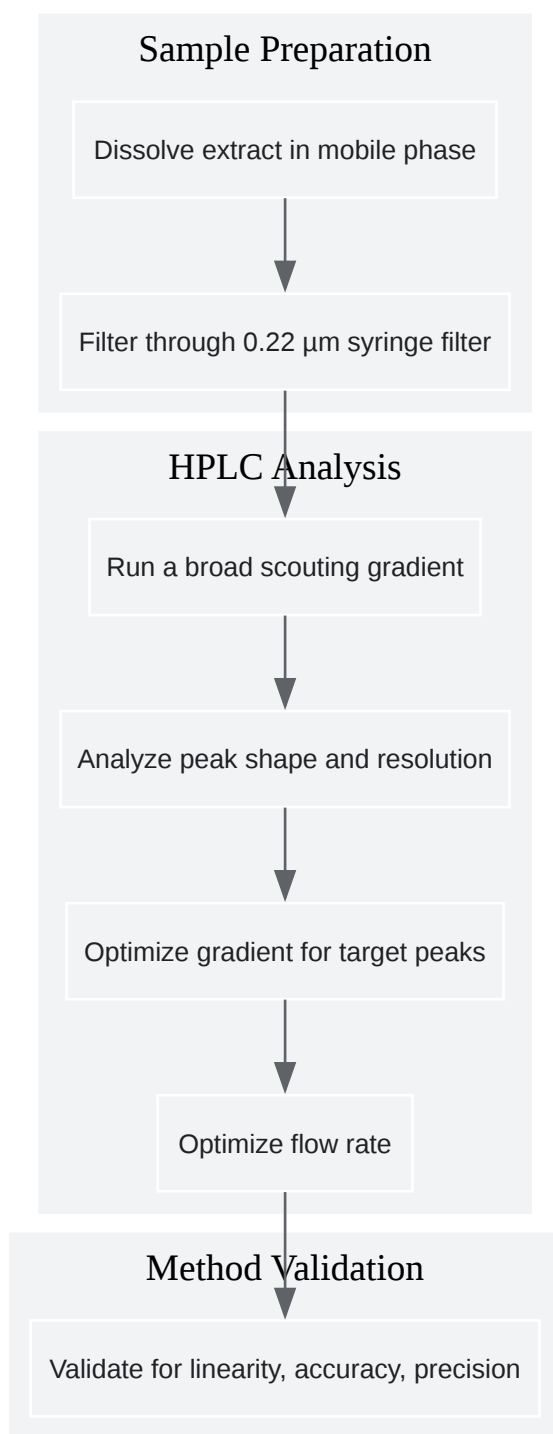 Sample Preparation
Dissolve extract in mobile phase
Filter through 0.22 µm syringe filter
HPLC Analysis
Run a broad scouting gradient
Analyze peak shape and resolution
Optimize gradient for target peaks
Optimize flow rate
Method Validation
Validate for linearity, accuracy, precision